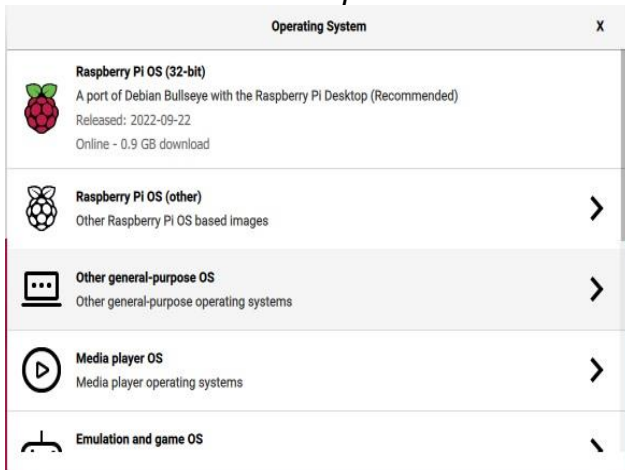 Operating System X
Raspberry Pi OS (32-bit)
A port of Debian Bullseye with the Raspberry Pi Desktop (Recommended)
Released: 2022-09-22
Online - 0.9 GB download
Raspberry Pi OS (other)
Other Raspberry Pi OS based images
Other general-purpose OS
Other general-purpose operating systems
Media player OS
Media player operating systems
Emulation and game OS